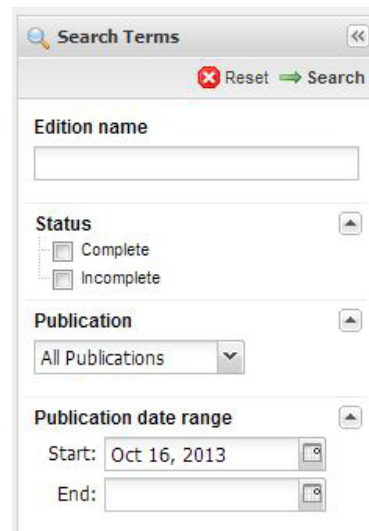 Search Terms
Reset Search
Edition name
Status
Complete
Incomplete
Publication
All Publications
Publication date range
Start: Oct 16, 2013
End: